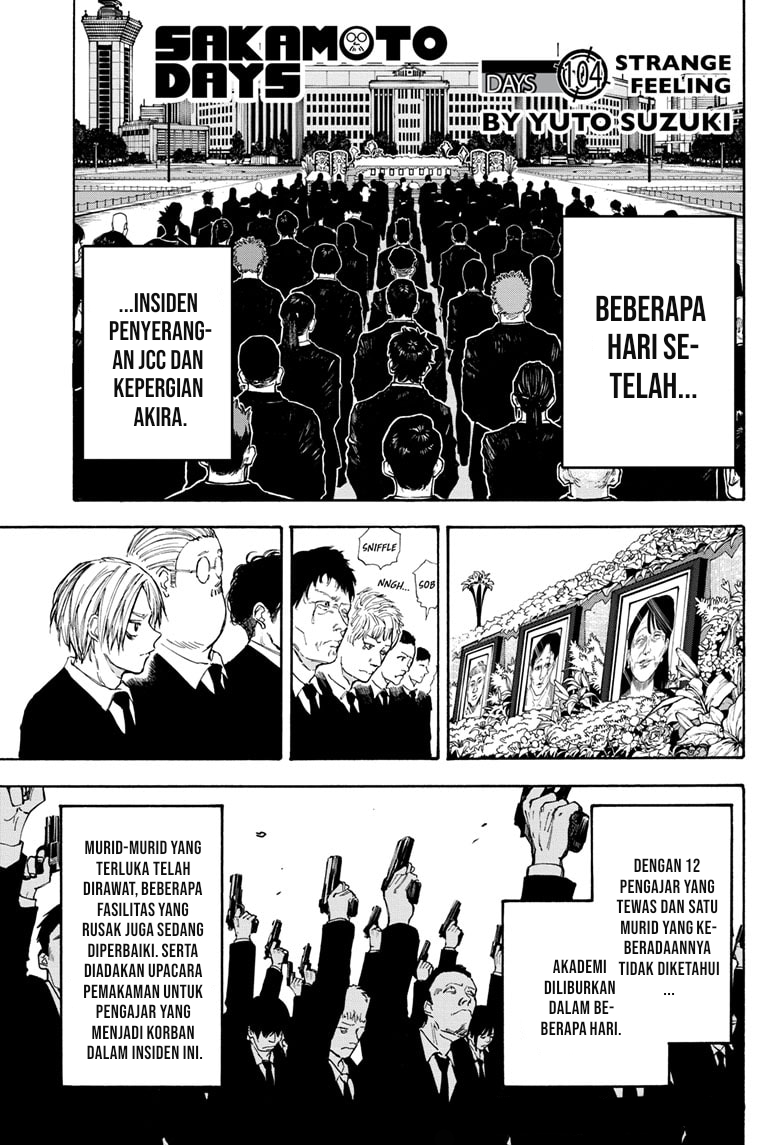 SAKAMOTO
DAYS
DAYS 104
STRANGE
FEELING
BY YUTO SUZUKI
BEBERAPA
HARI SE-
TELAH...
...INSIDEN
PENYERANG-
AN JCC DAN
KEPERGIAN
AKIRA.
SNIFFLE
NNGH...
SOB
DENGAN 12
PENGAJAR YANG
TEWAS DAN SATU
MURID YANG KE-
BERADAANNYA
TIDAK DIKETAHUI
...
AKADEMI
DILIBURKAN
DALAM BE-
BERAPA HARI.
MURID-MURID YANG
TERLUKA TELAH
DIRAWAT, BEBERAPA
FASILITAS YANG
RUSAK JUGA SEDANG
DIPERBAIKI. SERTA
DIADAKAN UPACARA
PEMAKAMAN UNTUK
PENGAJAR YANG
MENJADI KORBAN
DALAM INSIDEN INI.